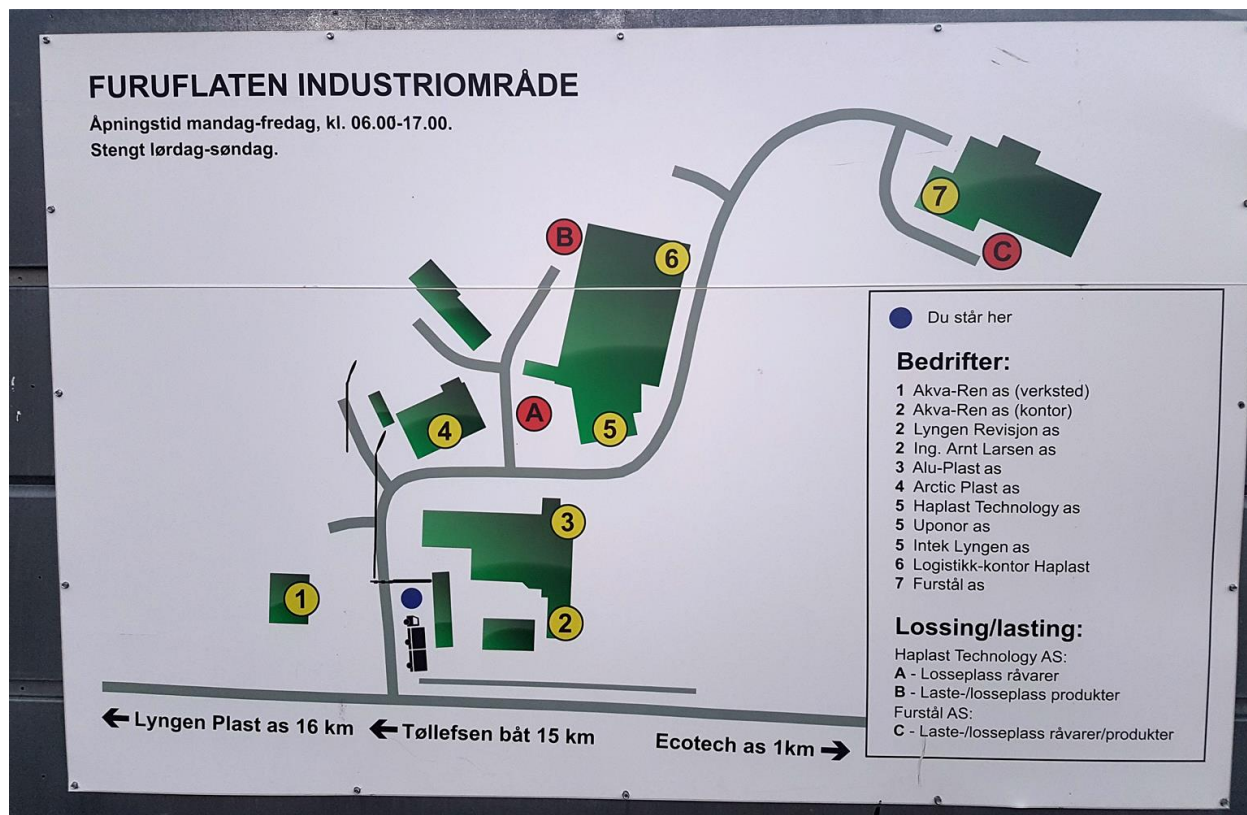 FURUFLATEN INDUSTRIOMRÅDE
Åpningstid mandag-fredag, kl. 06.00-17.00.
Stengt lørdag-søndag.
7
B
C
6
A
4
5
3
1
2
Du står her
Bedrifter:
1 Akva-Ren as (verksted)
2 Akva-Ren as (kontor)
2 Lyngen Revisjon as
2 Ing. Arnt Larsen as
3 Alu-Plast as
4 Arctic Plast as
5 Haplast Technology as
5 Uponor as
5 Intek Lyngen as
6 Logistikk-kontor Haplast
7 Furstål as
Lossing/lasting:
Haplast Technology AS:
A - Losseplass råvarer
B - Laste-/losseplass produkter
Furstål AS:
C - Laste-/losseplass råvarer/produkter
← Lyngen Plast as 16 km ← Tøllefsen båt 15 km Ecotech as 1km →